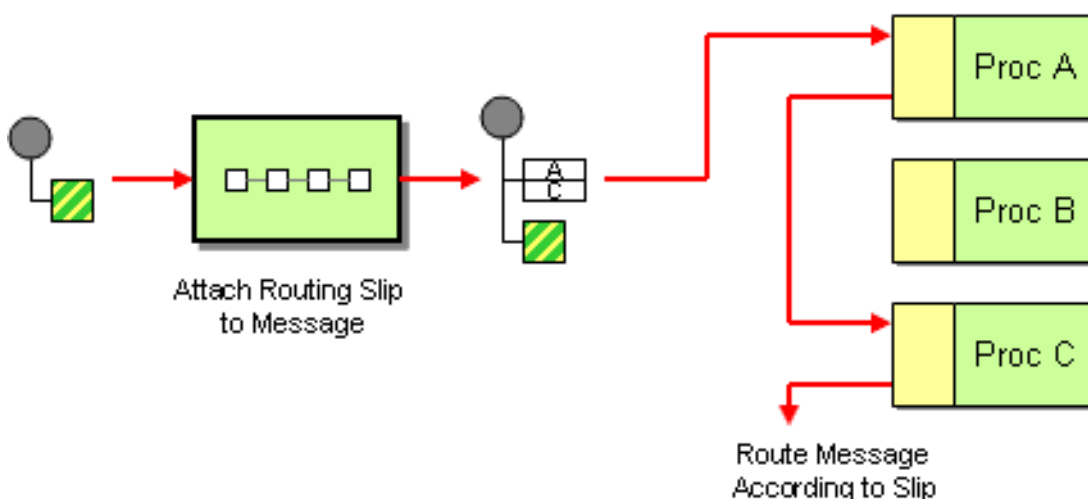 Proc A
A
C
Proc B
Attach Routing Slip
to Message
Proc C
Route Message
According to Slip